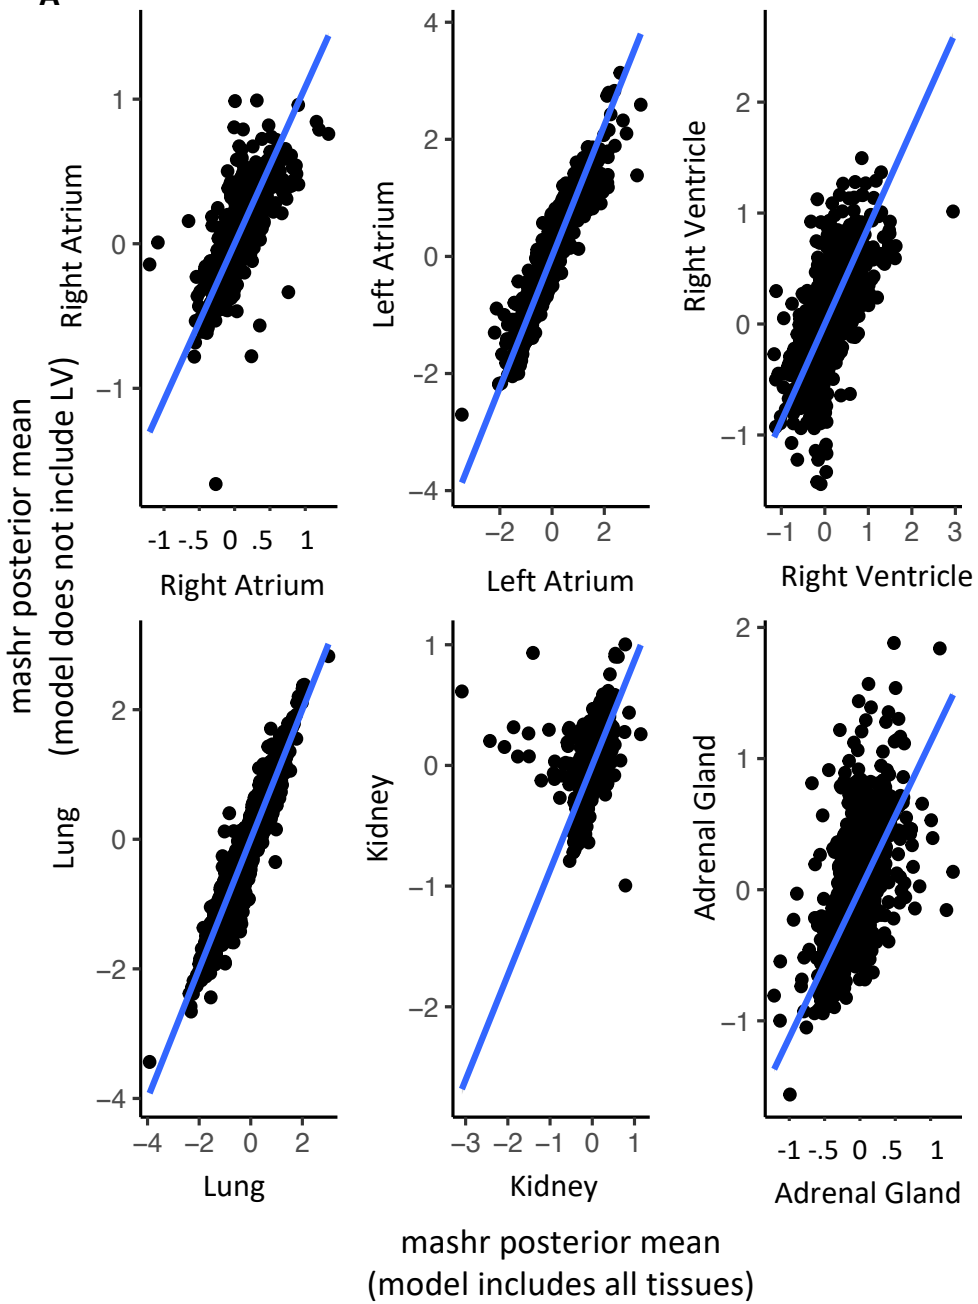 A
mashr posterior mean
(model does not include LV)
Right Atrium
1
0
−1
-1 -.5 0 .5 1
Right Atrium
Left Atrium
4
2
0
-2
−4
−2 0 2
Left Atrium
Right Ventricle
2
1
0
−1
−1 0 1 2 3
Right Ventricle
Lung
2
0
−2
−4
−4 −2 0 2
Lung
Kidney
1
0
−1
−2
−3 −2 −1 0 1
Kidney
Adrenal Gland
2
1
0
−1
-1 -.5 0 .5 1
Adrenal Gland
mashr posterior mean
(model includes all tissues)